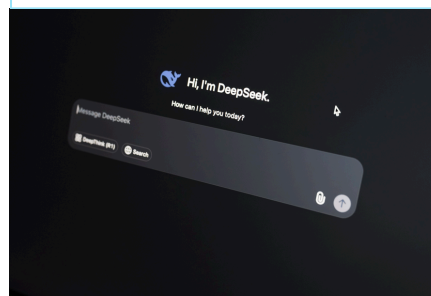 Hi, I'm DeepSeek.
How can I help you today?
Message DeepSeek
DeepThink (R1) Search